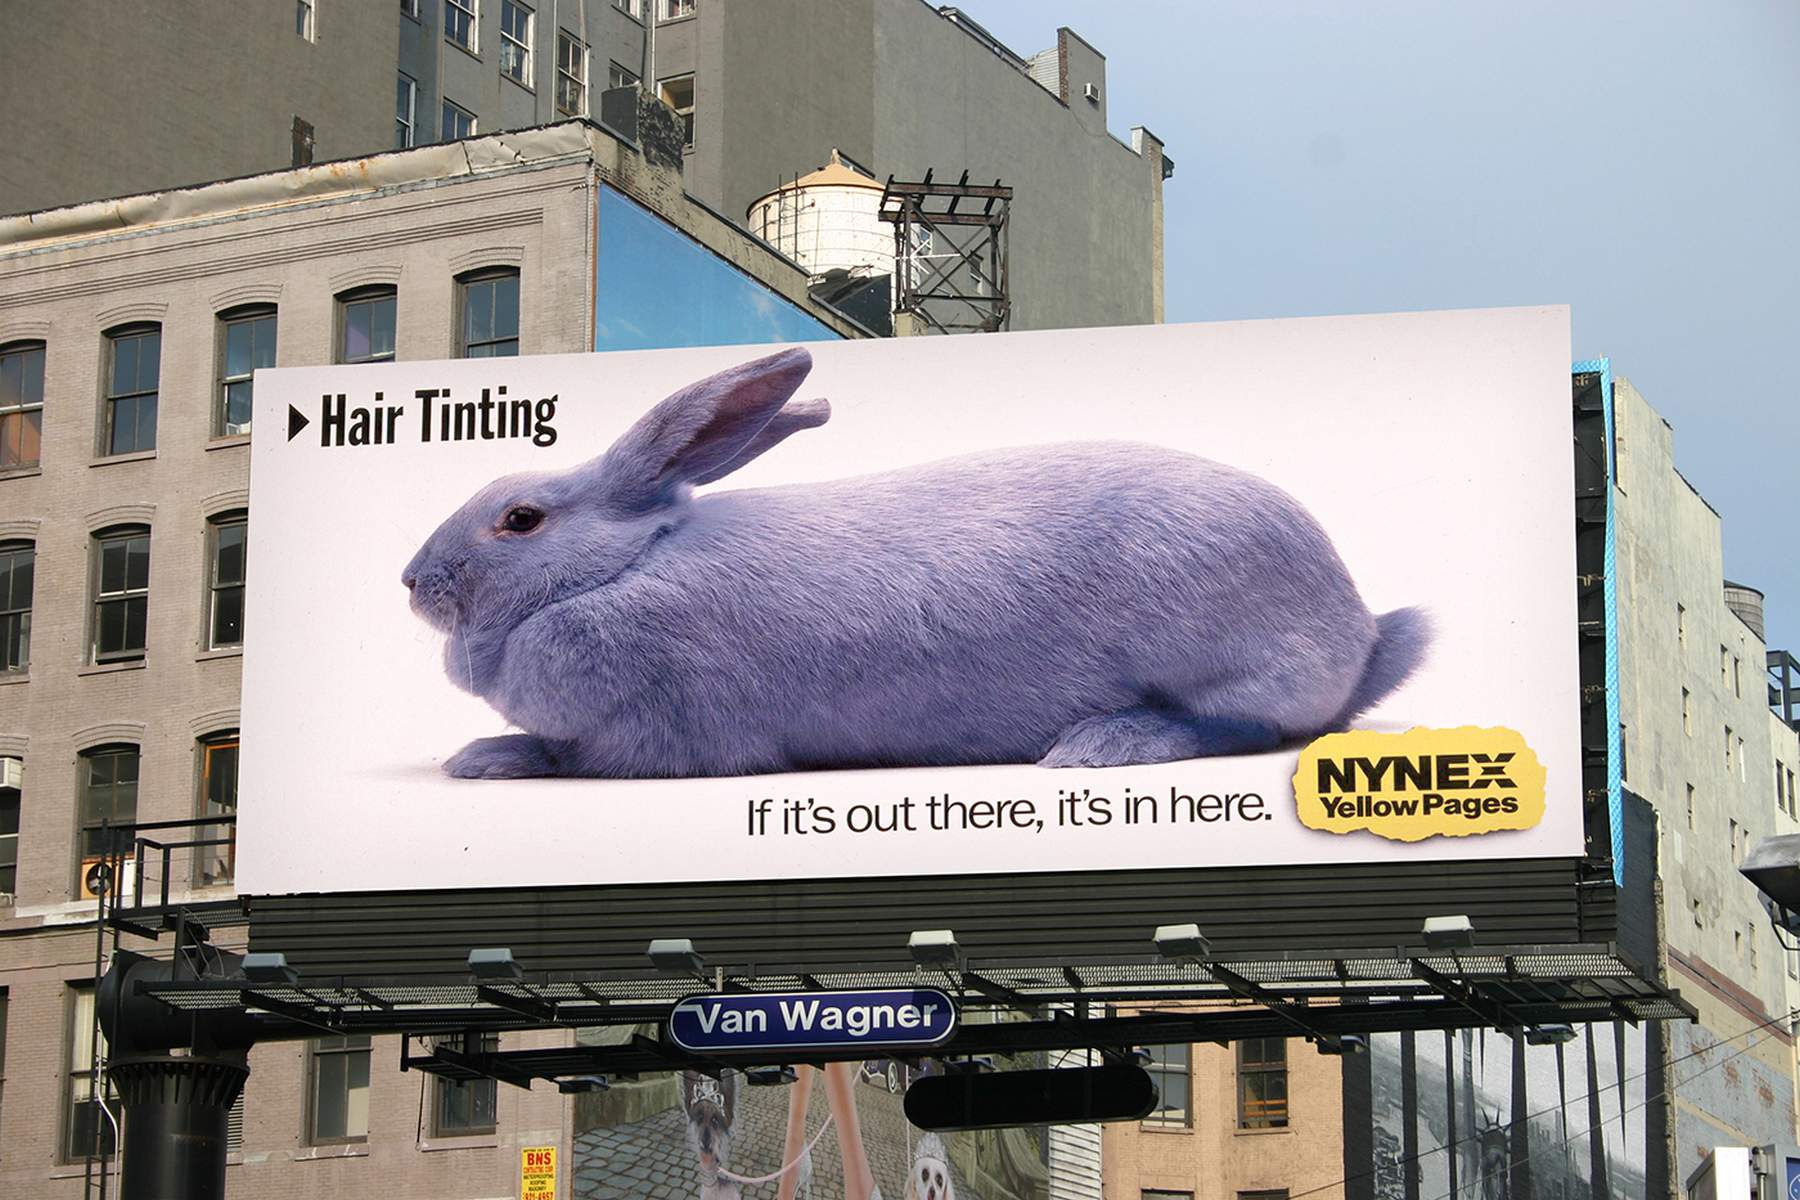 Hair Tinting
If it's out there, it's in here.
NYNEX
Yellow Pages
Van Wagner
BNS